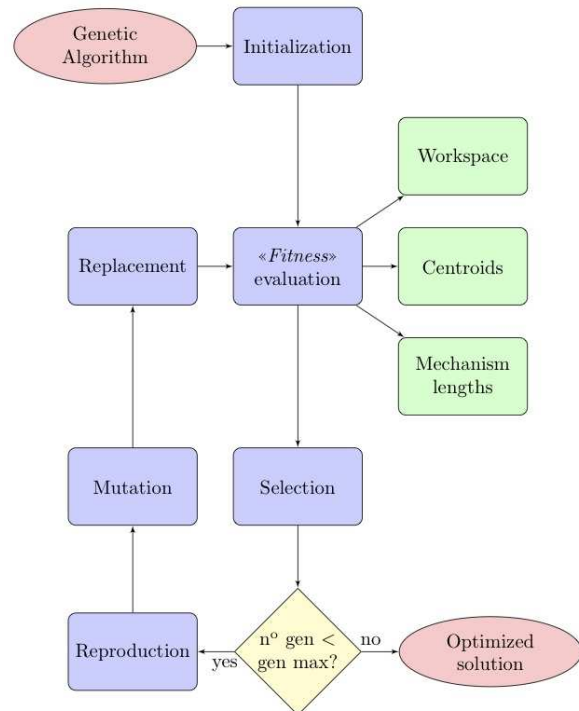 Genetic
Algorithm
Initialization
Workspace
Replacement
«Fitness»
evaluation
Centroids
Mechanism
lengths
Mutation
Selection
Reproduction
yes
nº gen <
gen max?
no
Optimized
solution